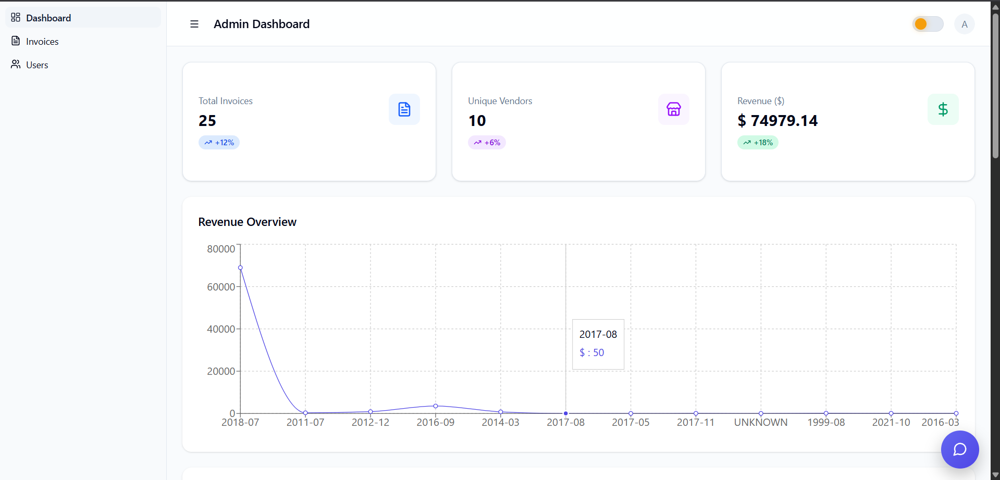 Dashboard
Invoices
Users
Admin Dashboard
A
Total Invoices
25
+12%
Unique Vendors
10
+6%
Revenue ($)
$ 74979.14
+18%
Revenue Overview
80000
60000
40000
20000
0
2017-08
$ : 50
2018-07 2011-07 2012-12 2016-09 2014-03 2017-08 2017-05 2017-11 UNKNOWN 1999-08 2021-10 2016-03